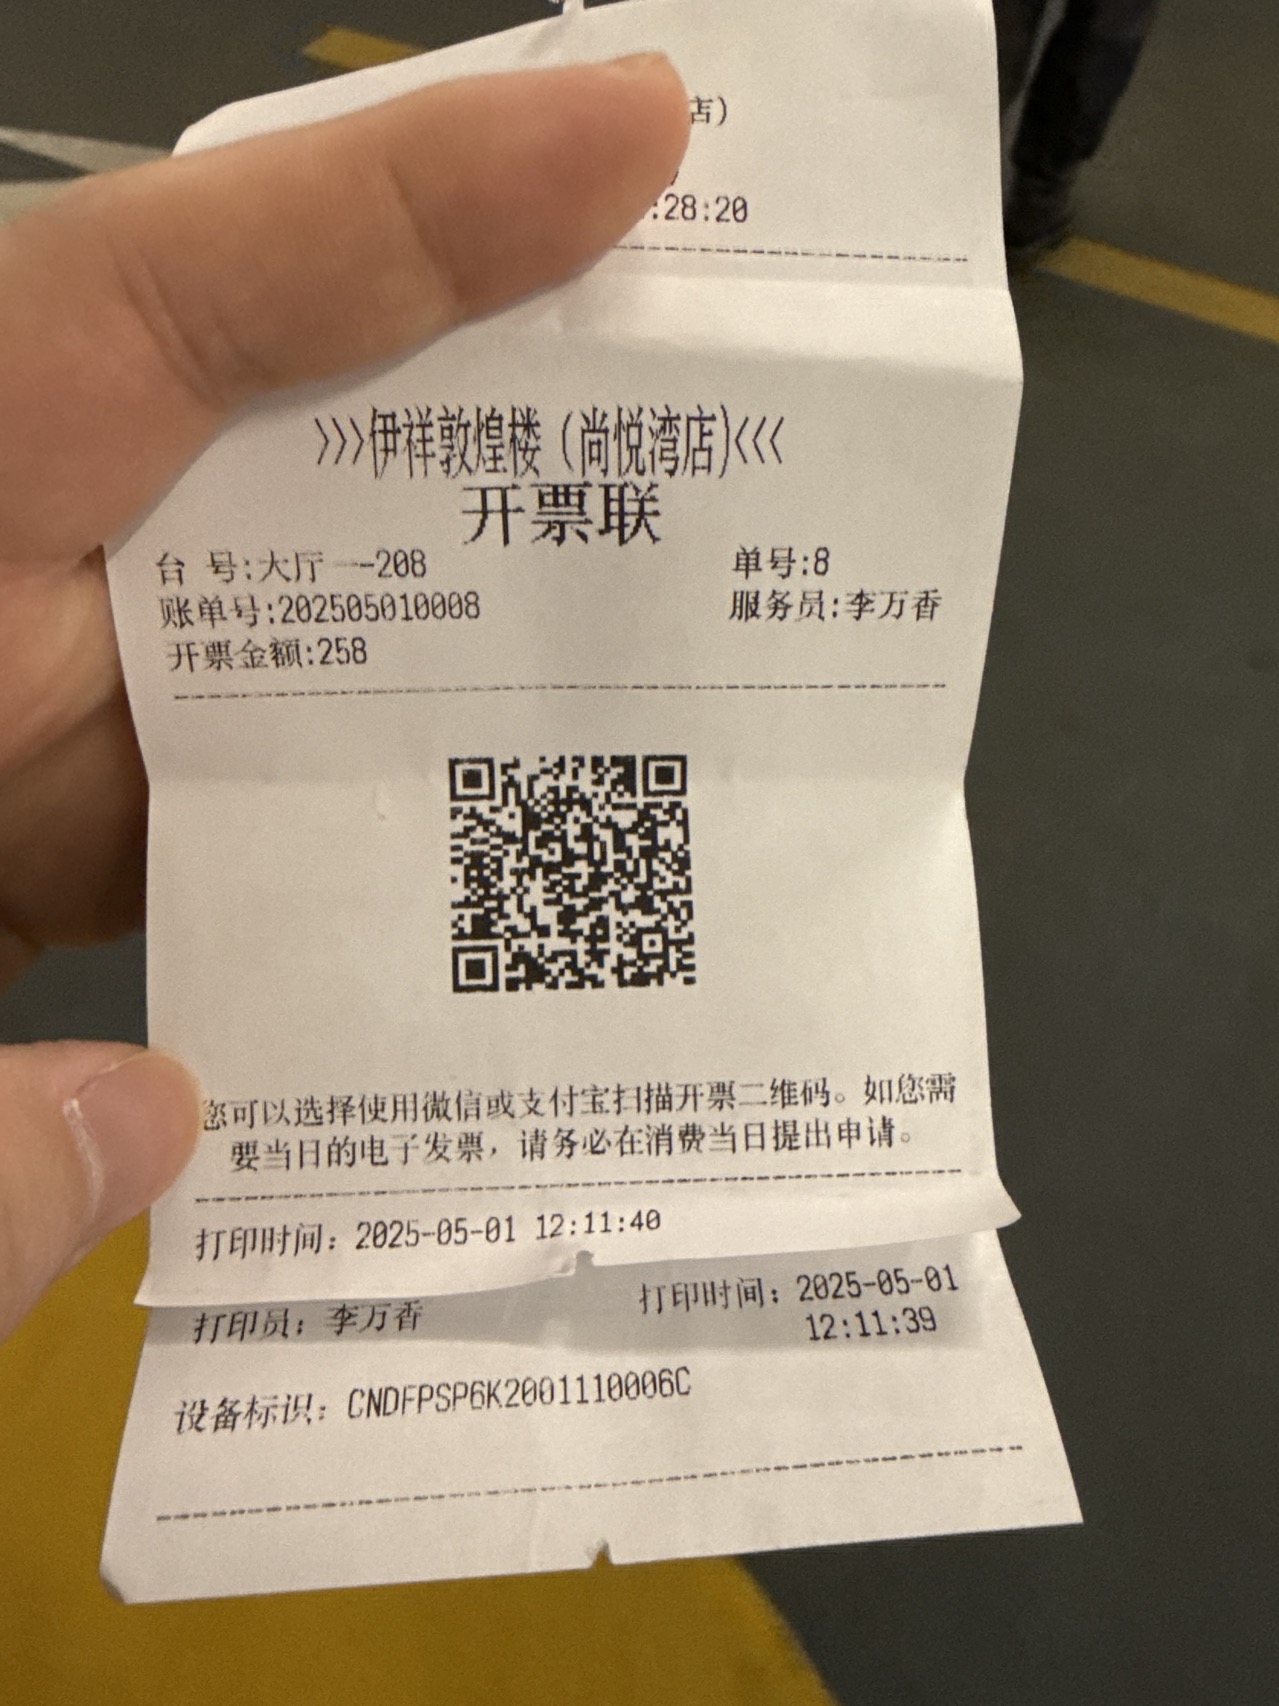 店)
:28:20
>>>伊祥敦煌楼（尚悦湾店)<<<
开票联
台 号:大厅一-208 单号:8
账单号:202505010008 服务员:李万香
开票金额:258
您可以选择使用微信或支付宝扫描开票二维码。如您需
要当日的电子发票，请务必在消费当日提出申请。
打印时间：2025-05-01 12:11:40
打印员：李万香 打印时间：2025-05-01
12:11:39
设备标识：CNDFPSP6K2001110006C